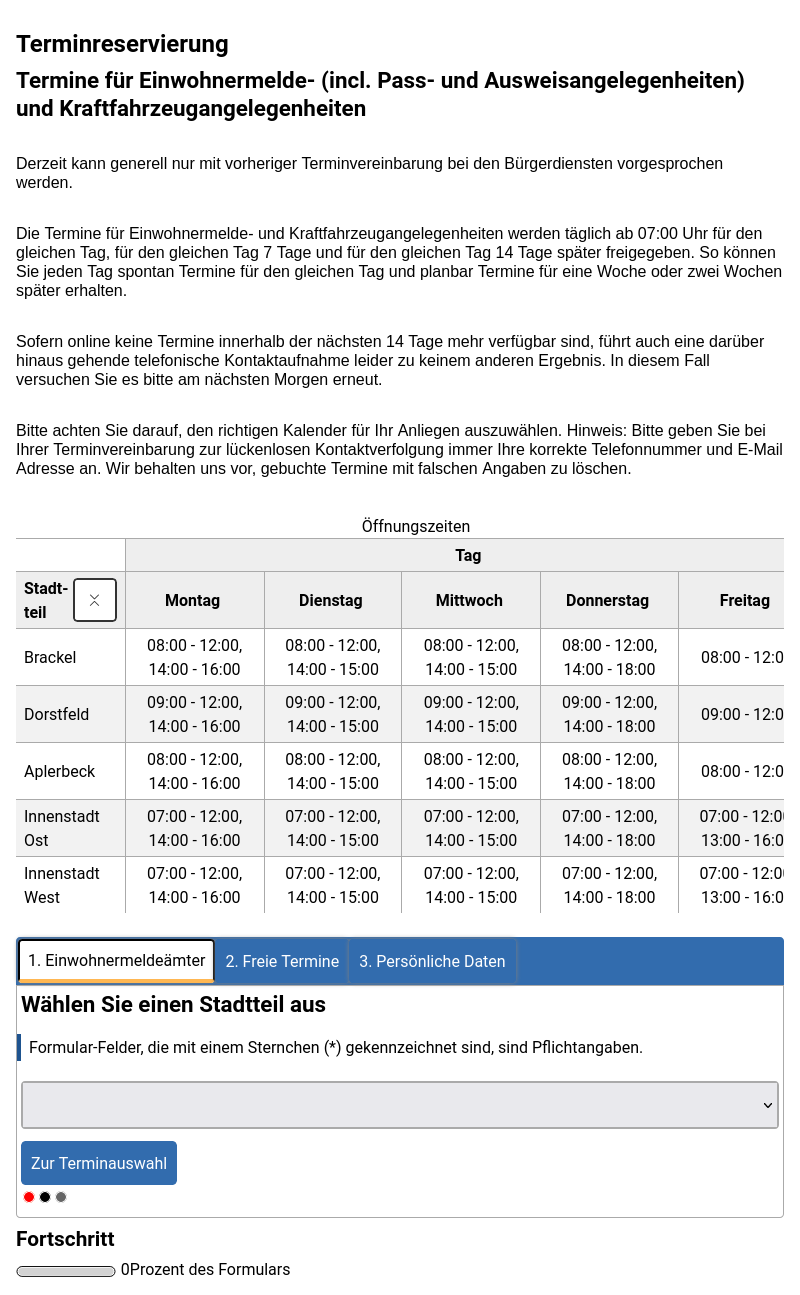 Terminreservierung
Termine für Einwohnermelde- (incl. Pass- und Ausweisangelegenheiten)
und Kraftfahrzeugangelegenheiten
Derzeit kann generell nur mit vorheriger Terminvereinbarung bei den Bürgerdiensten vorgesprochen
werden.
Die Termine für Einwohnermelde- und Kraftfahrzeugangelegenheiten werden täglich ab 07:00 Uhr für den
gleichen Tag, für den gleichen Tag 7 Tage und für den gleichen Tag 14 Tage später freigegeben. So können
Sie jeden Tag spontan Termine für den gleichen Tag und planbar Termine für eine Woche oder zwei Wochen
später erhalten.
Sofern online keine Termine innerhalb der nächsten 14 Tage mehr verfügbar sind, führt auch eine darüber
hinaus gehende telefonische Kontaktaufnahme leider zu keinem anderen Ergebnis. In diesem Fall
versuchen Sie es bitte am nächsten Morgen erneut.
Bitte achten Sie darauf, den richtigen Kalender für Ihr Anliegen auszuwählen. Hinweis: Bitte geben Sie bei
Ihrer Terminvereinbarung zur lückenlosen Kontaktverfolgung immer Ihre korrekte Telefonnummer und E-Mail
Adresse an. Wir behalten uns vor, gebuchte Termine mit falschen Angaben zu löschen.
Öffnungszeiten
Tag
Stadt-
teil
Montag Dienstag Mittwoch Donnerstag Freitag
Brackel
08:00 - 12:00, 08:00 - 12:00, 08:00 - 12:00, 08:00 - 12:00, 08:00 - 12:0
14:00 - 16:00 14:00 - 15:00 14:00 - 15:00 14:00 - 18:00
Dorstfeld
09:00 - 12:00, 09:00 - 12:00, 09:00 - 12:00, 09:00 - 12:00, 09:00 - 12:0
14:00 - 16:00 14:00 - 15:00 14:00 - 15:00 14:00 - 18:00
Aplerbeck
08:00 - 12:00, 08:00 - 12:00, 08:00 - 12:00, 08:00 - 12:00, 08:00 - 12:0
14:00 - 16:00 14:00 - 15:00 14:00 - 15:00 14:00 - 18:00
Innenstadt 07:00 - 12:00, 07:00 - 12:00, 07:00 - 12:00, 07:00 - 12:00, 07:00 - 12:00
Ost 14:00 - 16:00 14:00 - 15:00 14:00 - 15:00 14:00 - 18:00 13:00 - 16:0
Innenstadt 07:00 - 12:00, 07:00 - 12:00, 07:00 - 12:00, 07:00 - 12:00, 07:00 - 12:00
West 14:00 - 16:00 14:00 - 15:00 14:00 - 15:00 14:00 - 18:00 13:00 - 16:0
1. Einwohnermeldeämter 2. Freie Termine 3. Persönliche Daten
Wählen Sie einen Stadtteil aus
Formular-Felder, die mit einem Sternchen (*) gekennzeichnet sind, sind Pflichtangaben.
Zur Terminauswahl
Fortschritt
0Prozent des Formulars